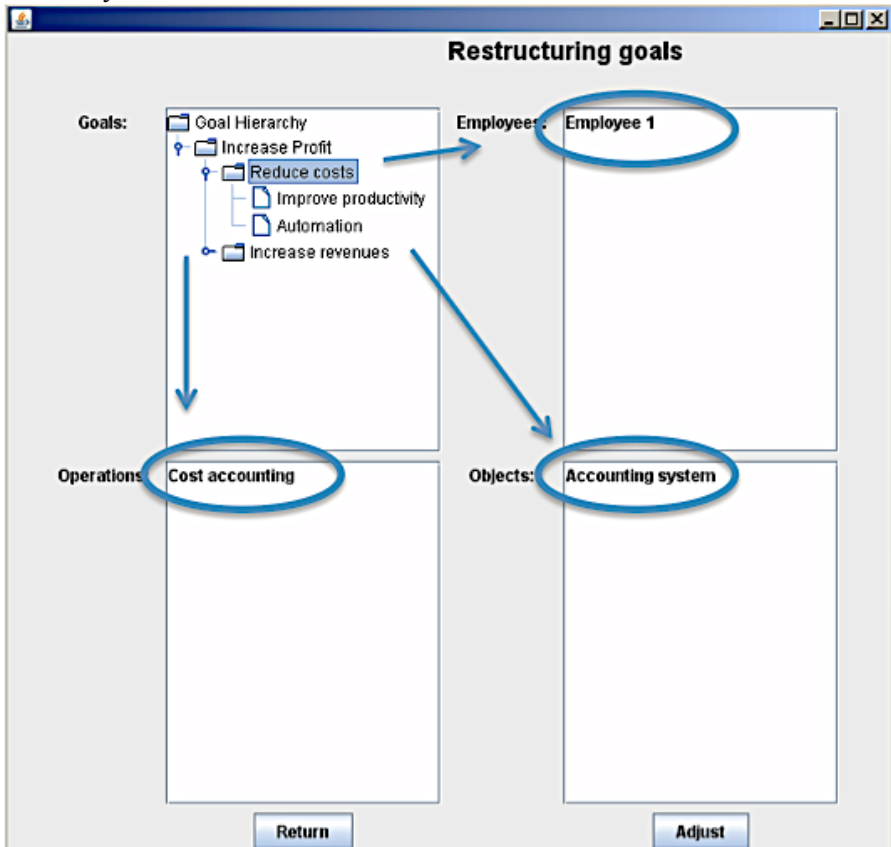 Restructuring goals
Goals:
Goal Hierarchy
Increase Profit
Reduce costs
Improve productivity
Automation
Increase revenues
Employees:
Employee 1
Operations
Cost accounting
Objects:
Accounting system
Return
Adjust